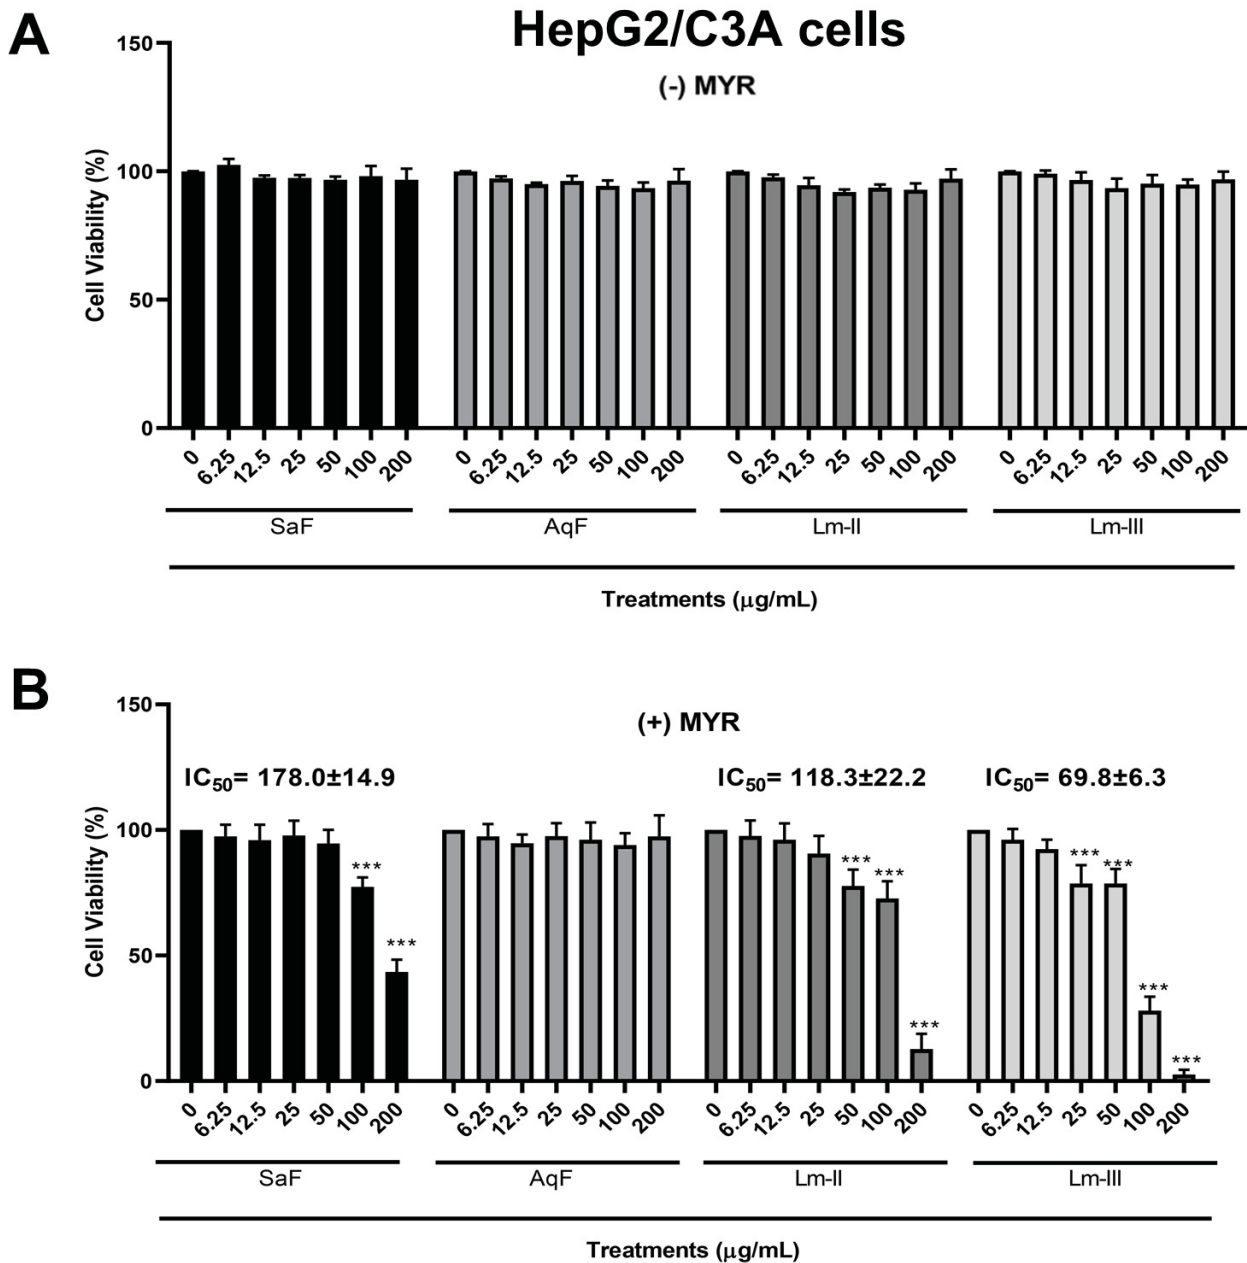 A
HepG2/C3A cells
(-) MYR
Cell Viability (%)
150
100
50
0
0 6.25 12.5 25 50 100 200 0 6.25 12.5 25 50 100 200 0 6.25 12.5 25 50 100 200 0 6.25 12.5 25 50 100 200
SaF AqF Lm-II Lm-III
Treatments (μg/mL)
B
(+) MYR
Cell Viability (%)
150
100
50
0
IC50= 178.0±14.9 IC50= 118.3±22.2 IC50= 69.8±6.3
*** *** *** *** *** *** *** *** *** 
0 6.25 12.5 25 50 100 200 0 6.25 12.5 25 50 100 200 0 6.25 12.5 25 50 100 200 0 6.25 12.5 25 50 100 200
SaF AqF Lm-II Lm-III
Treatments (μg/mL)